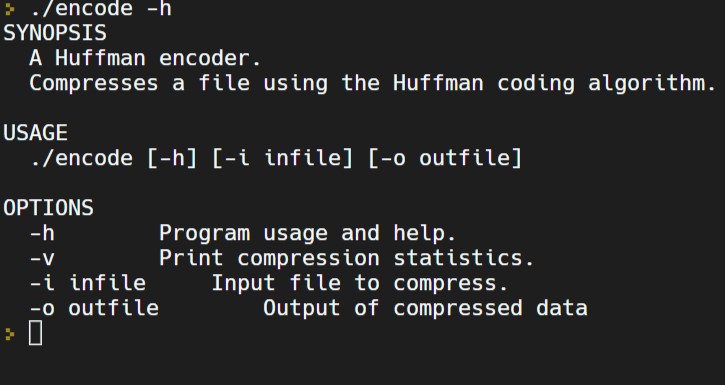 > ./encode -h
SYNOPSIS
  A Huffman encoder.
  Compresses a file using the Huffman coding algorithm.

USAGE
  ./encode [-h] [-i infile] [-o outfile]

OPTIONS
  -h        Program usage and help.
  -v        Print compression statistics.
  -i infile     Input file to compress.
  -o outfile        Output of compressed data
>